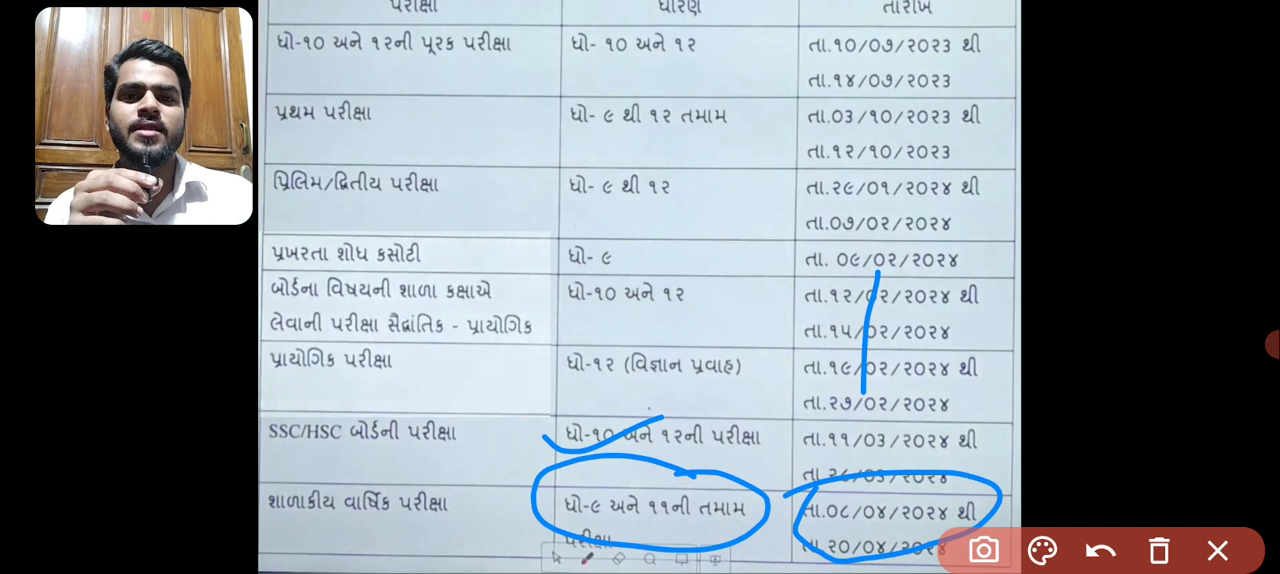 પરીક્ષા ધોરણ તારીખ
ધો-૧૦ અને ૧૨ની પૂરક પરીક્ષા ધો- ૧૦ અને ૧૨ તા.૧૦/૦૭/૨૦૨૩ થી
તા.૧૪/૦૭/૨૦૨૩
પ્રથમ પરીક્ષા ધો- ૯ થી ૧૨ તમામ તા.૦૩/૧૦/૨૦૨૩ થી
તા.૧૨/૧૦/૨૦૨૩
પ્રિલિમ/દ્વિતીય પરીક્ષા ધો- ૯ થી ૧૨ તા.૨૯/૦૧/૨૦૨૪ થી
તા.૦૭/૦૨/૨૦૨૪
પ્રખરતા શોધ કસોટી ધો- ૯ તા. ૦૯/૦૨/૨૦૨૪
બોર્ડના વિષયની શાળા કક્ષાએ ધો-૧૦ અને ૧૨ તા.૧૨/૦૨/૨૦૨૪ થી
લેવાની પરીક્ષા સૈદ્ધાંતિક - પ્રાયોગિક તા.૧૫/૦૨/૨૦૨૪
પ્રાયોગિક પરીક્ષા ધો-૧૨ (વિજ્ઞાન પ્રવાહ) તા.૧૯/૦૨/૨૦૨૪ થી
તા.૨૭/૦૨/૨૦૨૪
SSC/HSC બોર્ડની પરીક્ષા ધો-૧૦ અને ૧૨ની પરીક્ષા તા.૧૧/૦૩/૨૦૨૪ થી
શાળાકીય વાર્ષિક પરીક્ષા ધો-૯ અને ૧૧ની તમામ તા.૦૮/૦૪/૨૦૨૪ થી
પરીક્ષા તા.૨૦/૦૪/૨૦૨૪